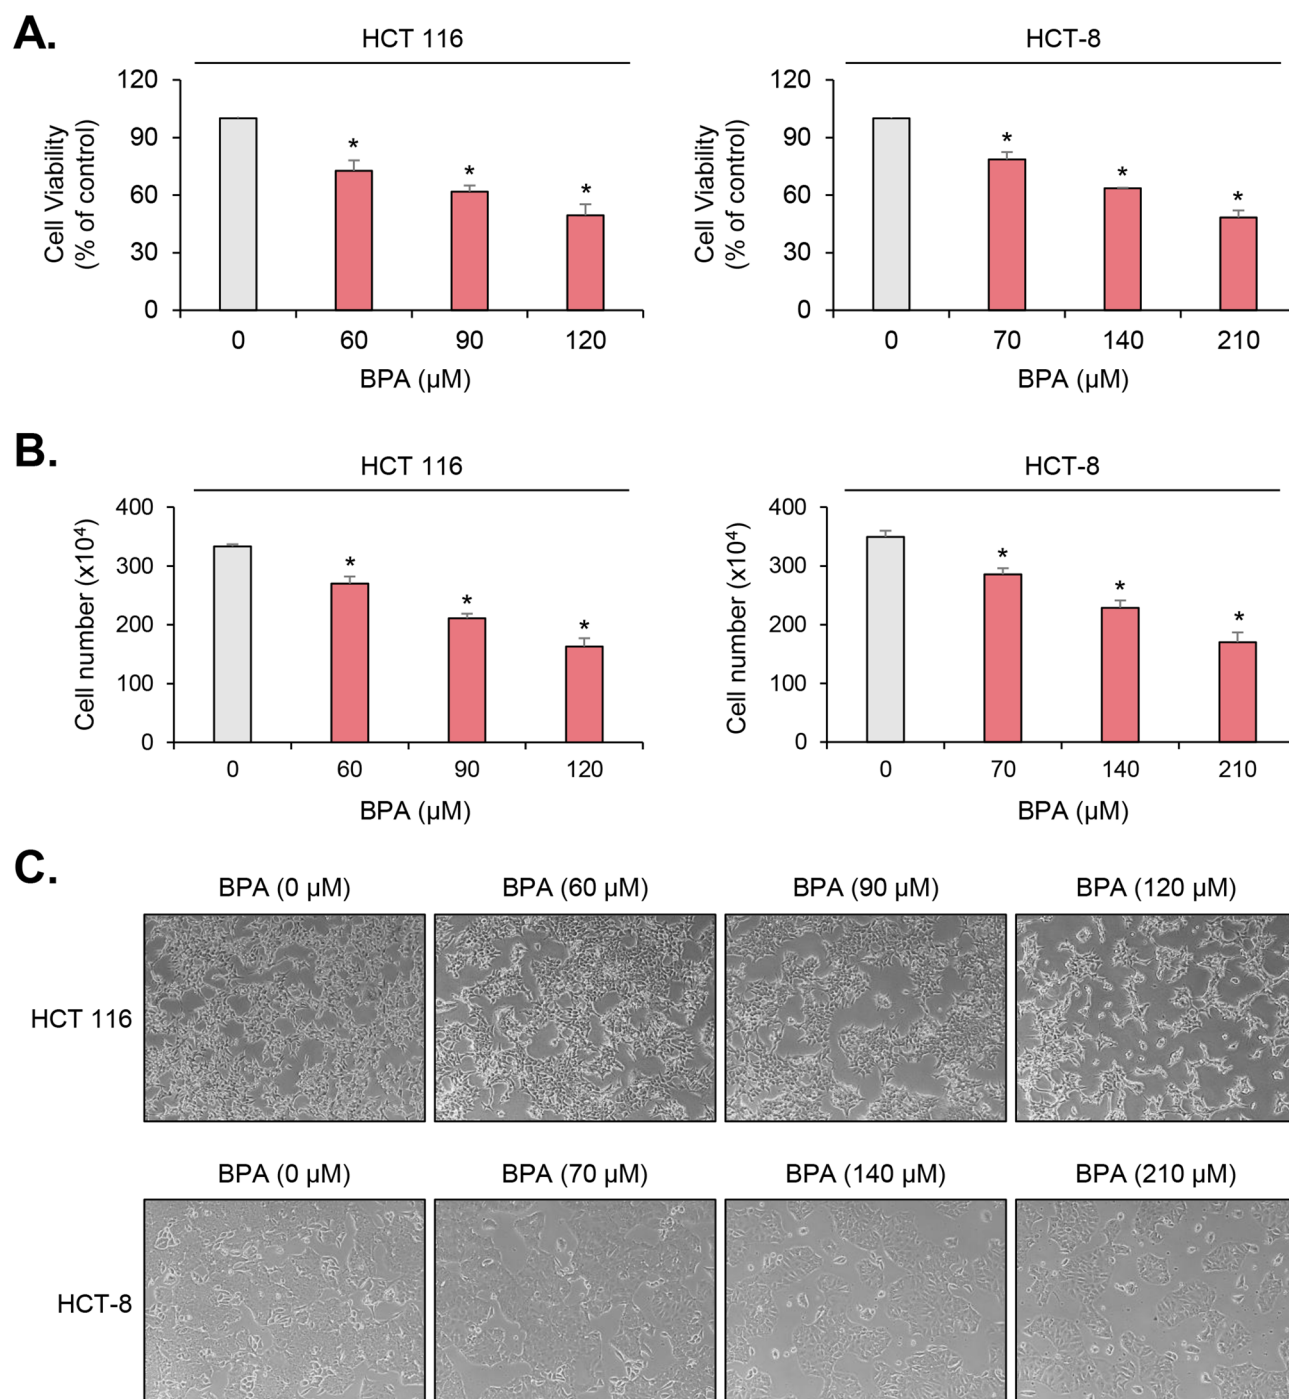 A.
HCT 116
HCT-8
Cell Viability
(% of control)
120
90
60
30
0
0 60 90 120
BPA (µM)
Cell Viability
(% of control)
120
90
60
30
0
0 70 140 210
BPA (µM)
* * *
* * *
B.
HCT 116
HCT-8
Cell number (x10⁴)
400
300
200
100
0
0 60 90 120
BPA (µM)
Cell number (x10⁴)
400
300
200
100
0
0 70 140 210
BPA (µM)
* * *
* * *
C.
BPA (0 µM) BPA (60 µM) BPA (90 µM) BPA (120 µM)
HCT 116
BPA (0 µM) BPA (70 µM) BPA (140 µM) BPA (210 µM)
HCT-8